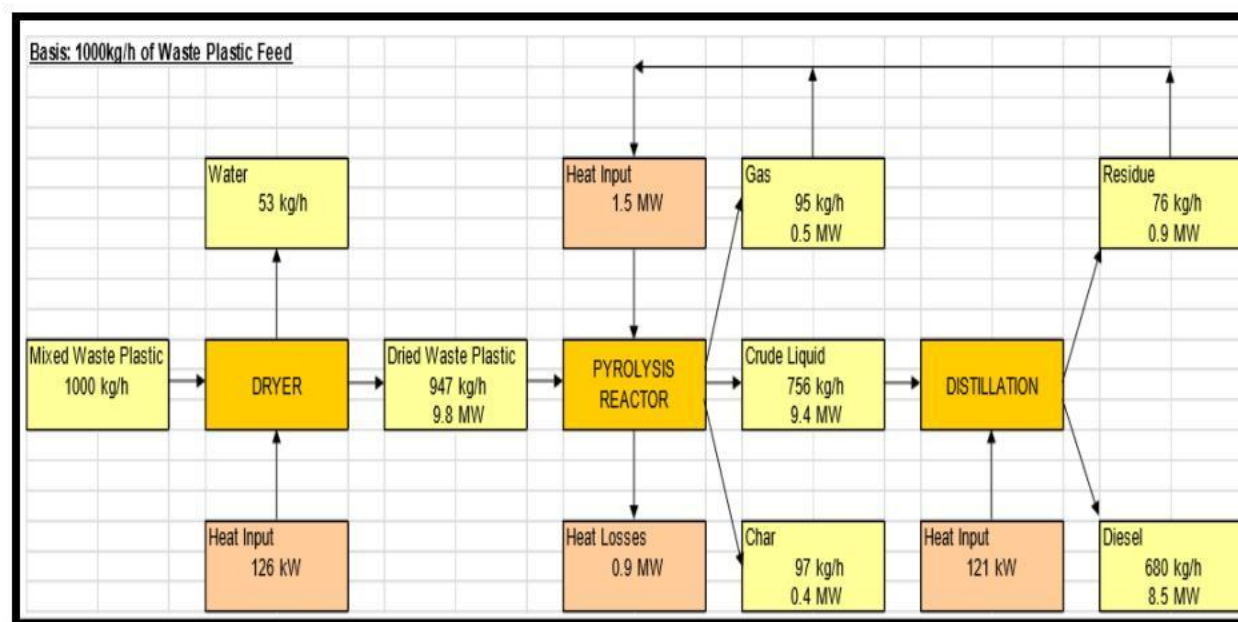 Basis: 1000kg/h of Waste Plastic Feed
Water
53 kg/h
Heat Input
1.5 MW
Gas
95 kg/h
0.5 MW
Residue
76 kg/h
0.9 MW
Mixed Waste Plastic
1000 kg/h
DRYER
Dried Waste Plastic
947 kg/h
9.8 MW
PYROLYSIS
REACTOR
Crude Liquid
756 kg/h
9.4 MW
DISTILLATION
Heat Input
126 kW
Heat Losses
0.9 MW
Char
97 kg/h
0.4 MW
Heat Input
121 kW
Diesel
680 kg/h
8.5 MW